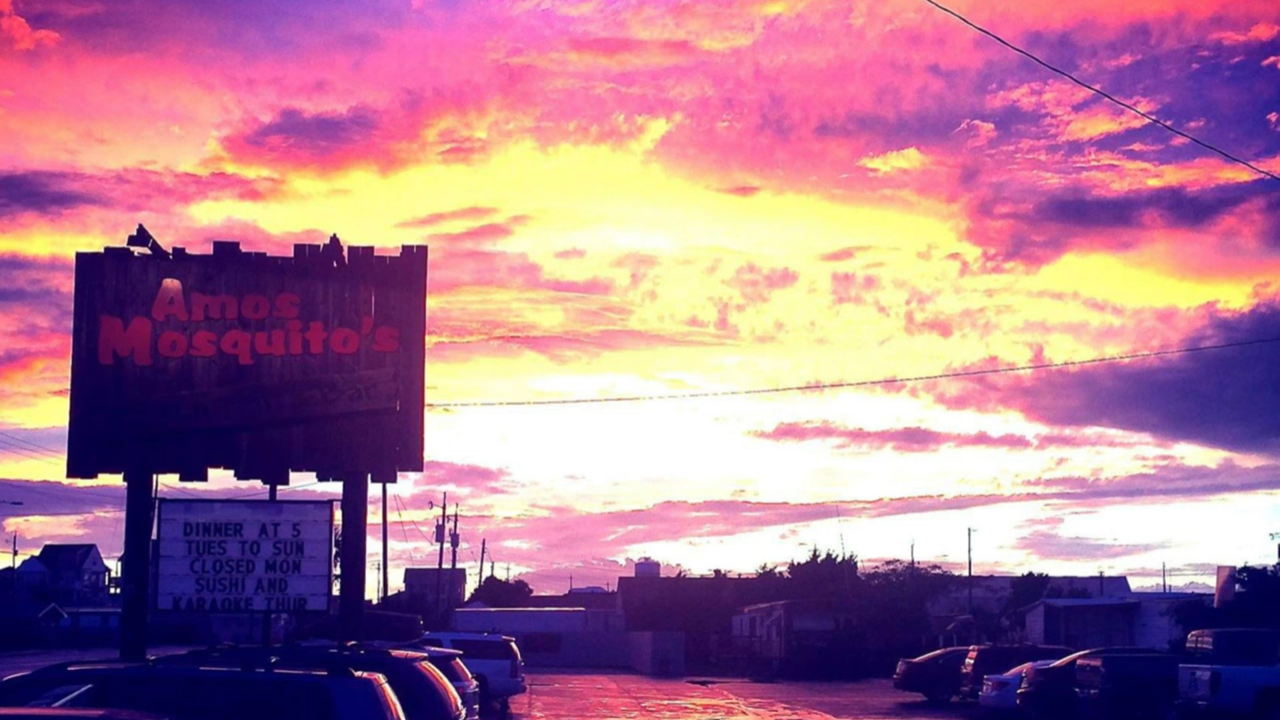 Amos
Mosquito's
DINNER AT 5
TUES TO SUN
CLOSED MON
SUSHI AND
KARAOKE THUR